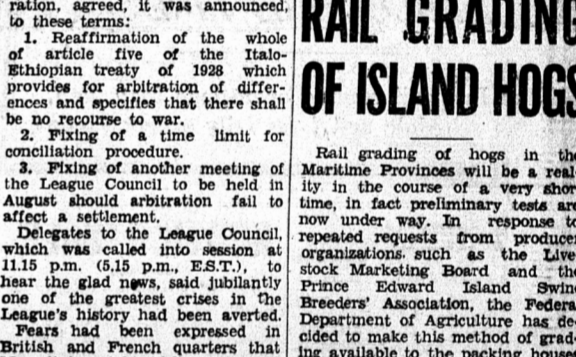 ration, agreed, it was announced,
to these terms:
1. Reaffirmation of the whole
of article five of the Italo-
Ethiopian treaty of 1928 which
provides for arbitration of differ-
ences and specifies that there shall
be no recourse to war.
2. Fixing of a time limit for
conciliation procedure.
3. Fixing of another meeting of
the League Council to be held in
August should arbitration fail to
affect a settlement.
Delegates to the League Council,
which was called into session at
11.15 p.m. (5.15 p.m., E.S.T.), to
hear the glad news, said jubilantly
one of the greatest crises in the
League's history had been averted.
Fears had been expressed in
British and French quarters that
RAIL GRADING
OF ISLAND HOGS
Rail grading of hogs in the
Maritime Provinces will be a real-
ity in the course of a very short
time, in fact preliminary tests are
now under way. In response to
repeated requests from producer
organizations such as the Live-
stock Marketing Board and the
Prince Edward Island Swine
Breeders' Association, the Federal
Department of Agriculture has de-
cided to make this method of grad-
ing available to the packing house